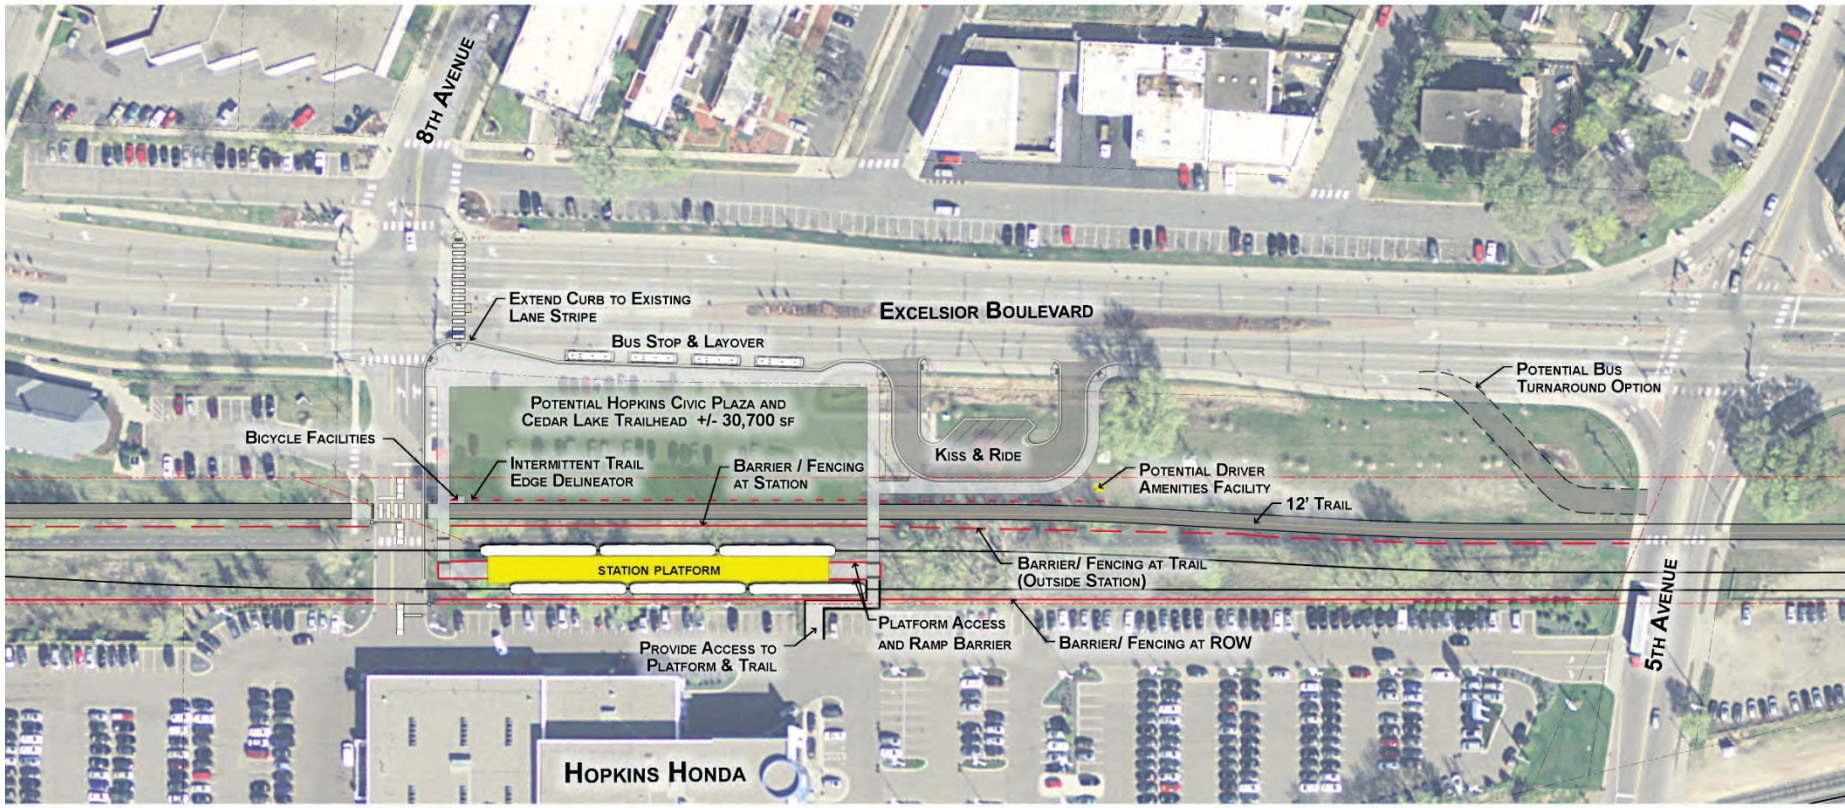 8TH AVENUE
EXTEND CURB TO EXISTING
LANE STRIPE
EXCELSIOR BOULEVARD
BUS STOP & LAYOVER
POTENTIAL BUS
TURNAROUND OPTION
POTENTIAL HOPKINS CIVIC PLAZA AND
CEDAR LAKE TRAILHEAD +/- 30,700 SF
BICYCLE FACILITIES
KISS & RIDE
INTERMITTENT TRAIL
EDGE DELINEATOR
BARRIER / FENCING
AT STATION
POTENTIAL DRIVER
AMENITIES FACILITY
12' TRAIL
STATION PLATFORM
BARRIER/ FENCING AT TRAIL
(OUTSIDE STATION)
5TH AVENUE
PLATFORM ACCESS
AND RAMP BARRIER
BARRIER/ FENCING AT ROW
PROVIDE ACCESS TO
PLATFORM & TRAIL
HOPKINS HONDA